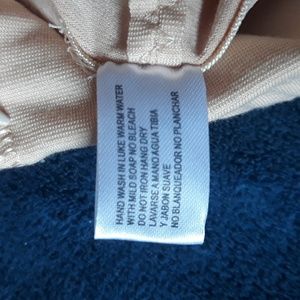 HAND WASH IN LUKE WARM WATER
WITH MILD SOAP NO BLEACH
DO NOT IRON HANG DRY
LAVARSE A MANO AGUA TIBIA
Y JABON SUAVE
NO BLANQUEADOR NO PLANCHAR